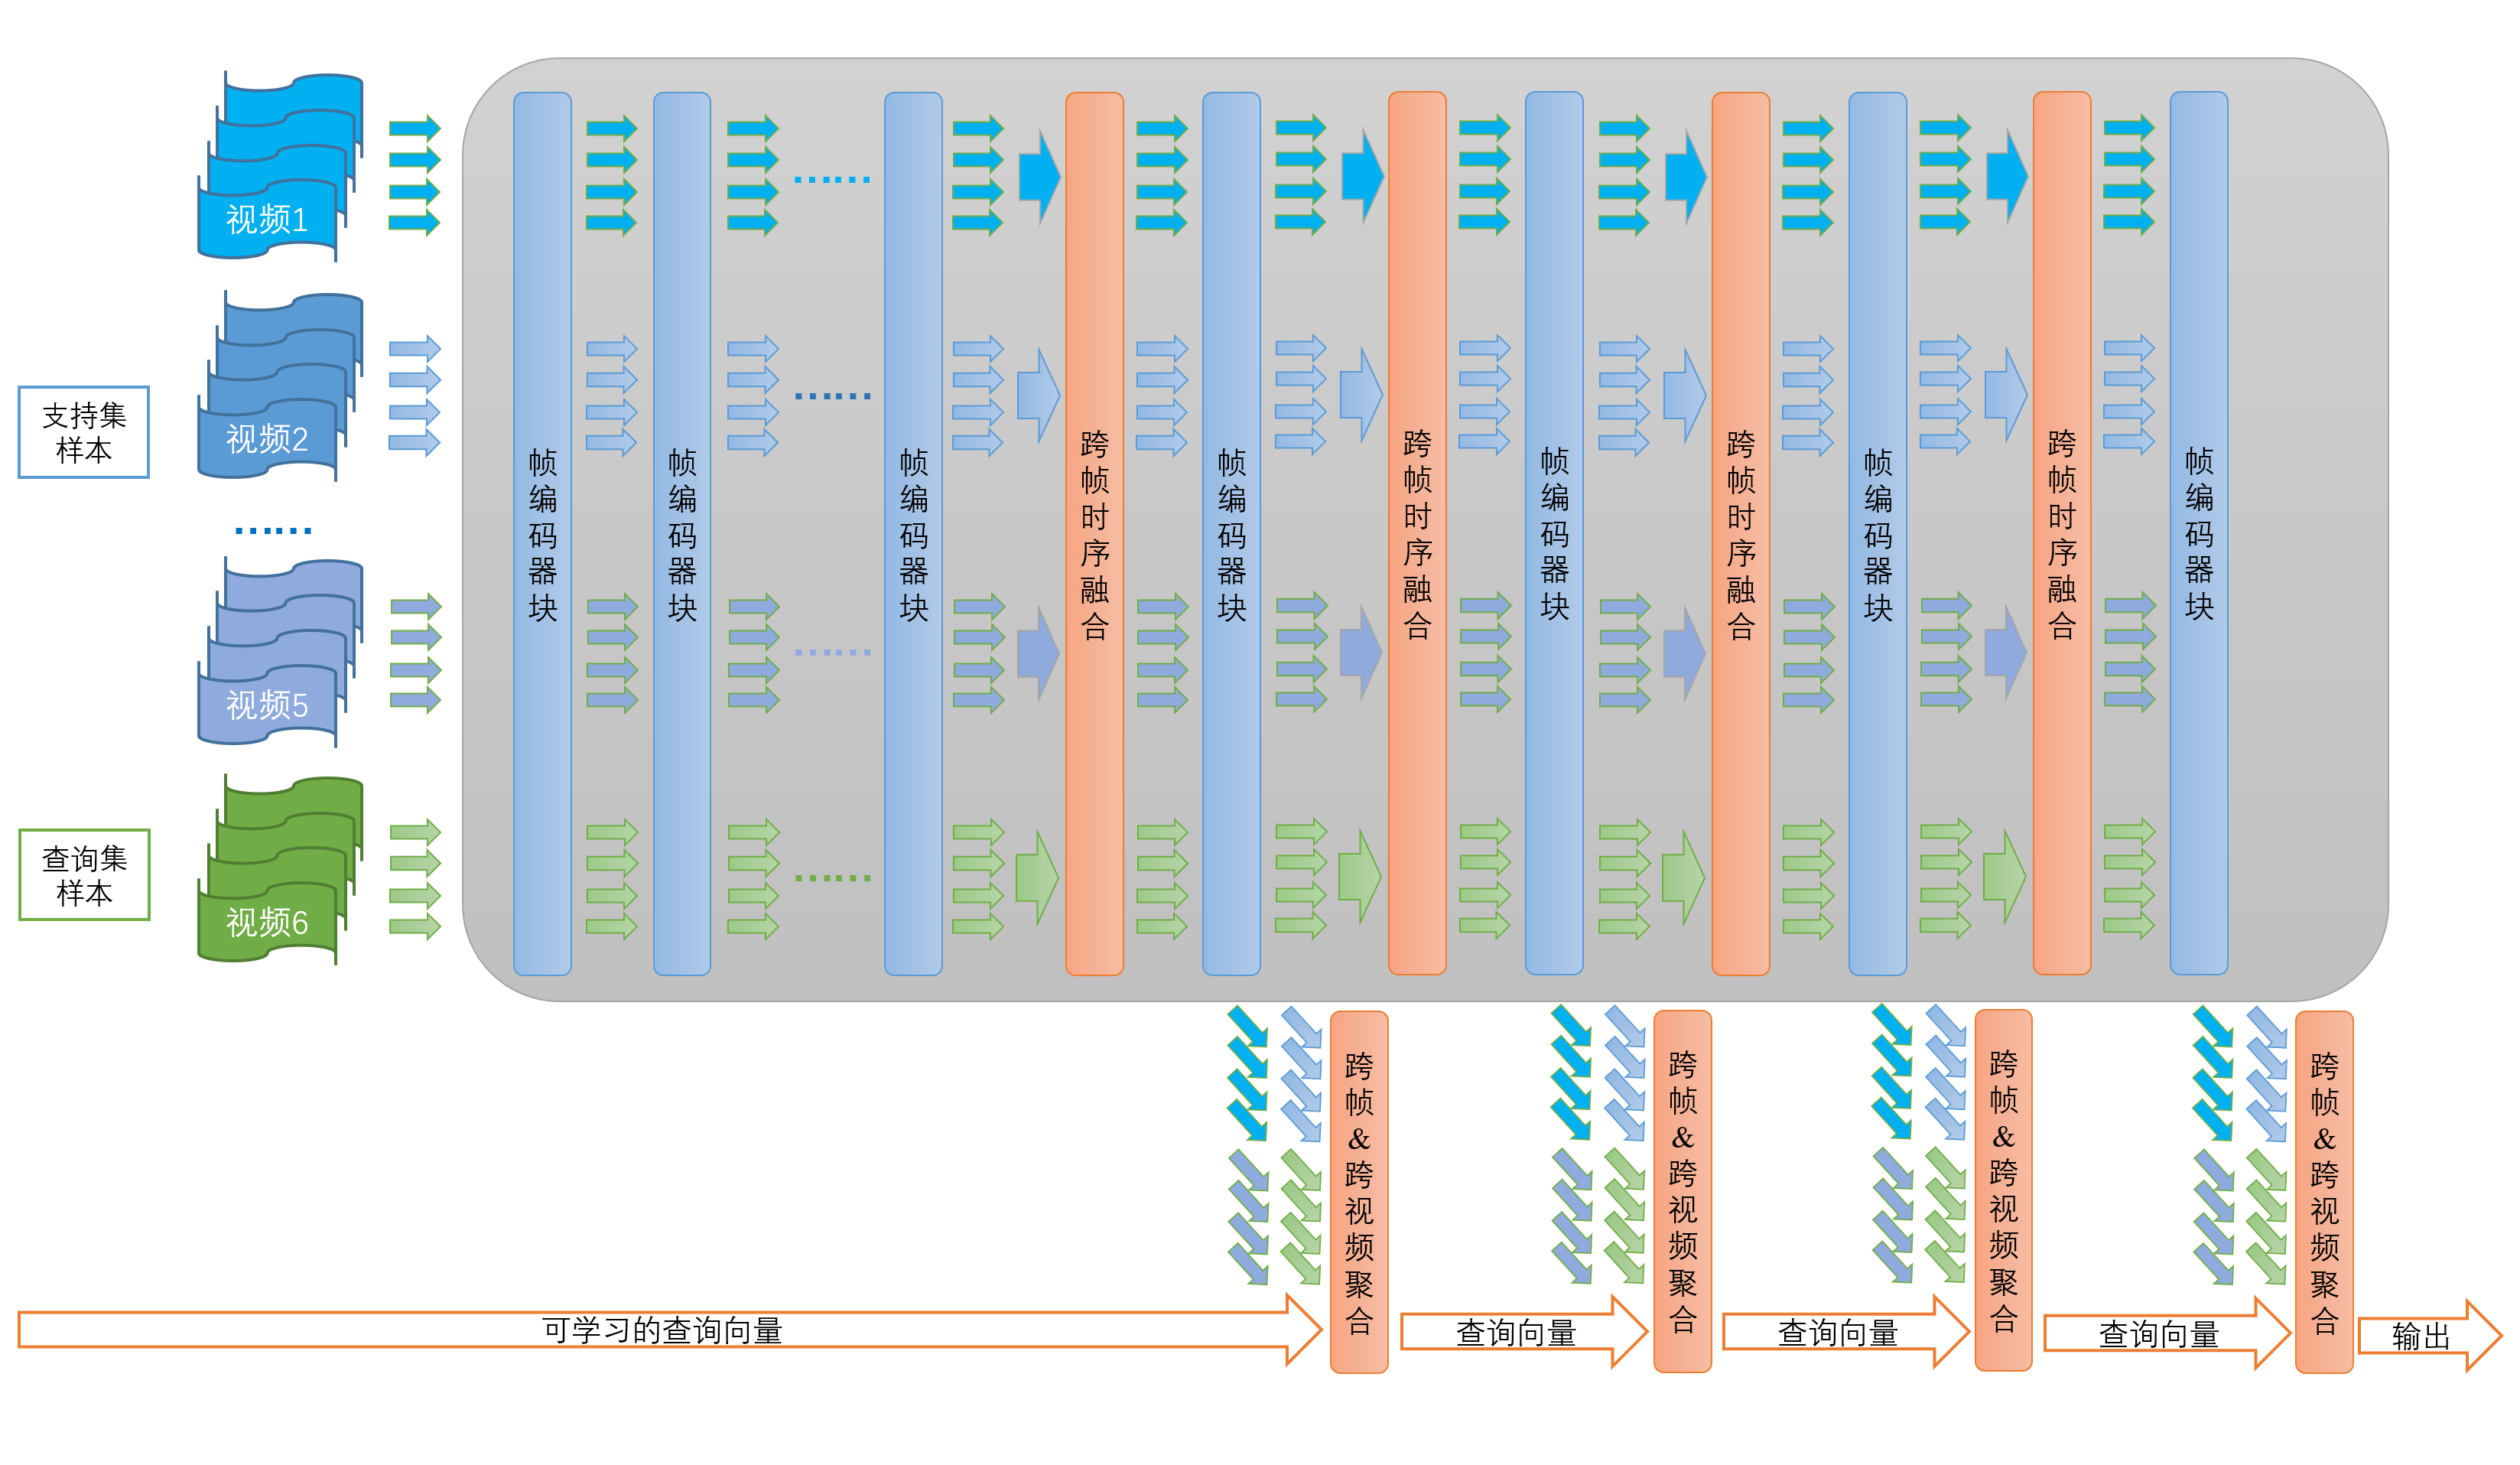 视频1
视频2
支持集
样本
……
视频5
查询集
样本
视频6
……
……
……
……
帧编码器块
帧编码器块
帧编码器块
跨帧时序融合
帧编码器块
跨帧时序融合
帧编码器块
跨帧时序融合
帧编码器块
跨帧时序融合
帧编码器块
跨帧&跨视频聚合
跨帧&跨视频聚合
跨帧&跨视频聚合
跨帧&跨视频聚合
可学习的查询向量
查询向量
查询向量
查询向量
输出